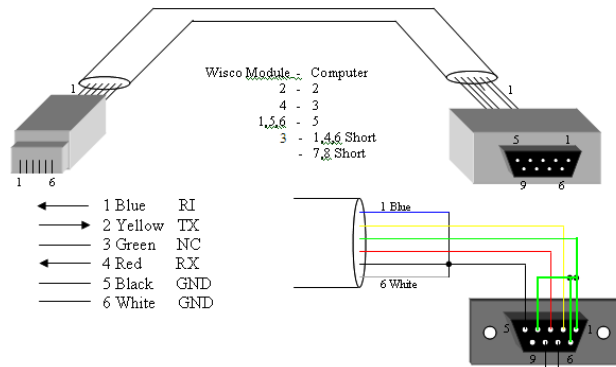 1
1
Wisco Module - Computer
2 - 2
4 - 3
1,5,6 - 5
3 - 1,4,6 Short
- 7,8 Short
1 6
5 1
9 6
1 Blue RI
2 Yellow TX
3 Green NC
4 Red RX
5 Black GND
6 White GND
1 Blue
6 White
5 1
9 6